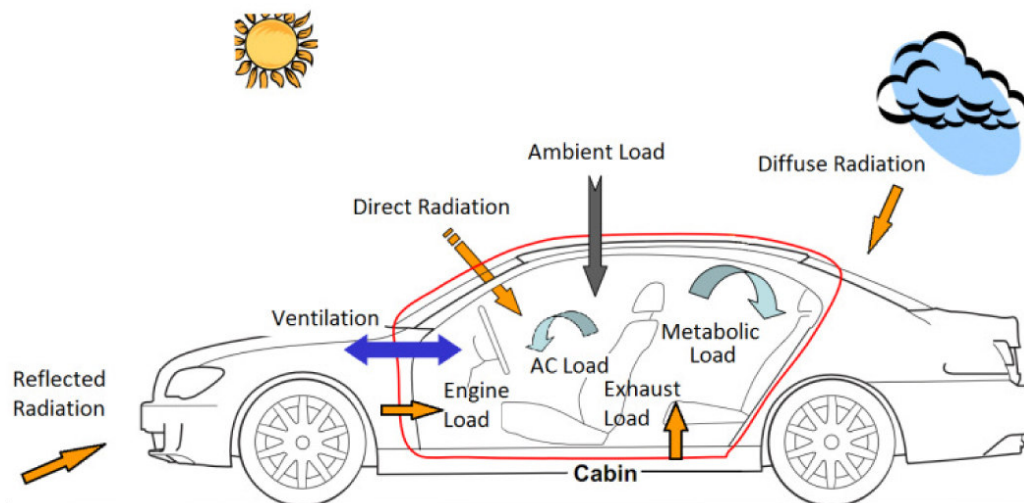 Ambient Load
Diffuse Radiation
Direct Radiation
Ventilation
Metabolic
Load
AC Load
Reflected
Radiation
Engine
Load
Exhaust
Load
Cabin